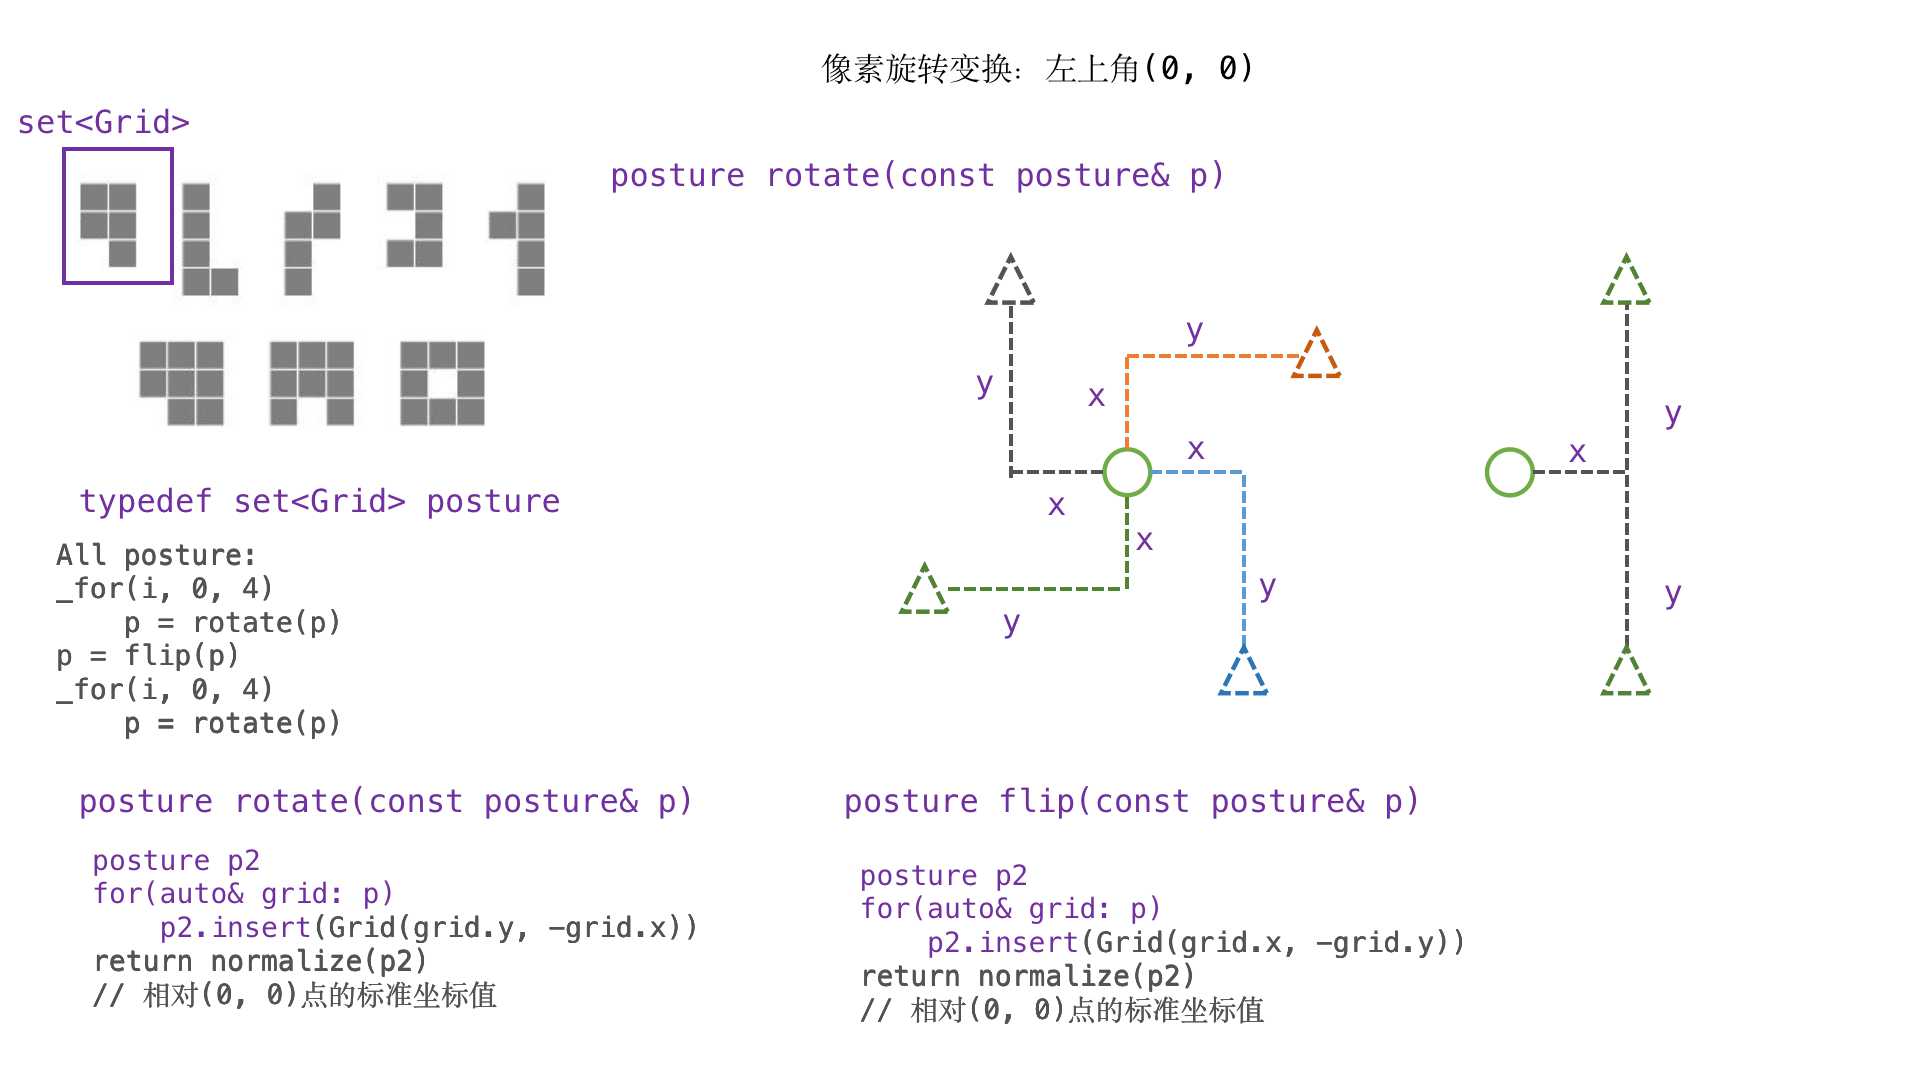 像素旋转变换：左上角(0, 0)
set<Grid>
posture rotate(const posture& p)
y
y
x
x
x
x
y
y
x
y
y
typedef set<Grid> posture
All posture:
_for(i, 0, 4)
    p = rotate(p)
p = flip(p)
_for(i, 0, 4)
    p = rotate(p)
posture rotate(const posture& p)
posture p2
for(auto& grid: p)
    p2.insert(Grid(grid.y, -grid.x))
return normalize(p2)
// 相对(0, 0)点的标准坐标值
posture flip(const posture& p)
posture p2
for(auto& grid: p)
    p2.insert(Grid(grid.x, -grid.y))
return normalize(p2)
// 相对(0, 0)点的标准坐标值